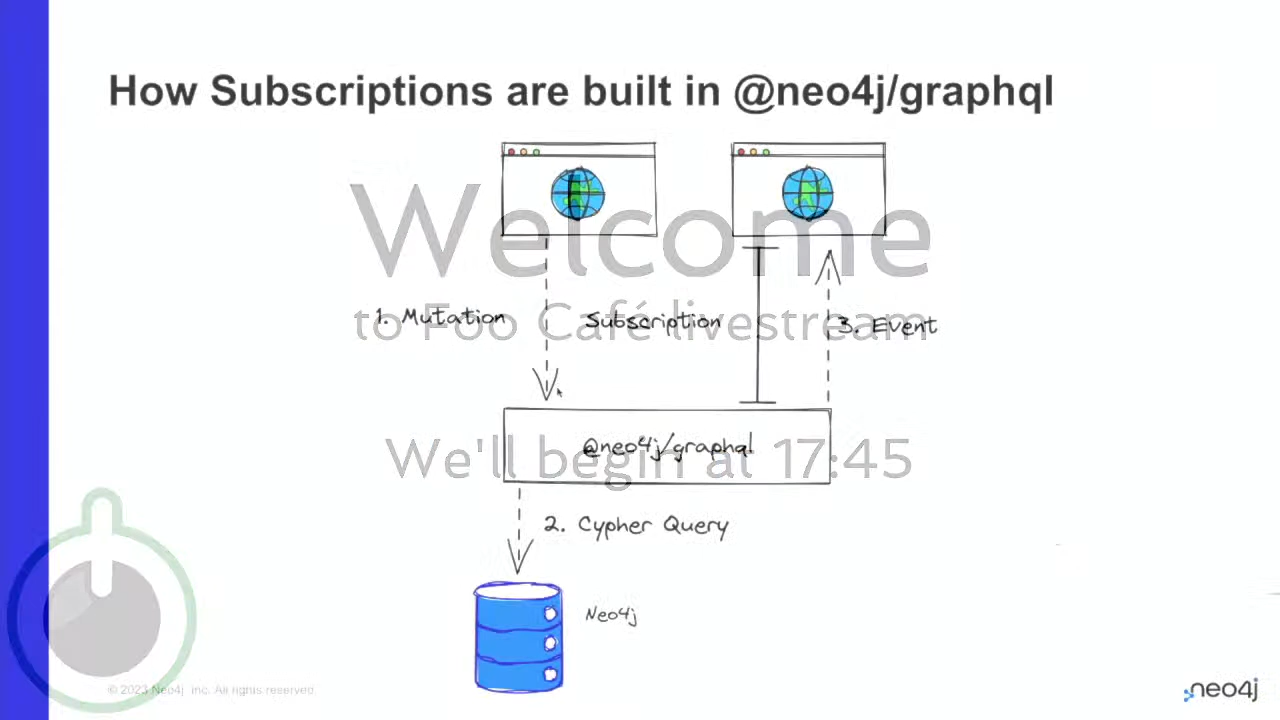 How Subscriptions are built in @neo4j/graphql
Welcome
to Foo Café livestream
1. Mutation
Subscription
3. Event
@neo4j/graphql
We'll begin at 17:45
2. Cypher Query
Neo4j
© 2023 Neo4j, Inc. All rights reserved.
neo4j